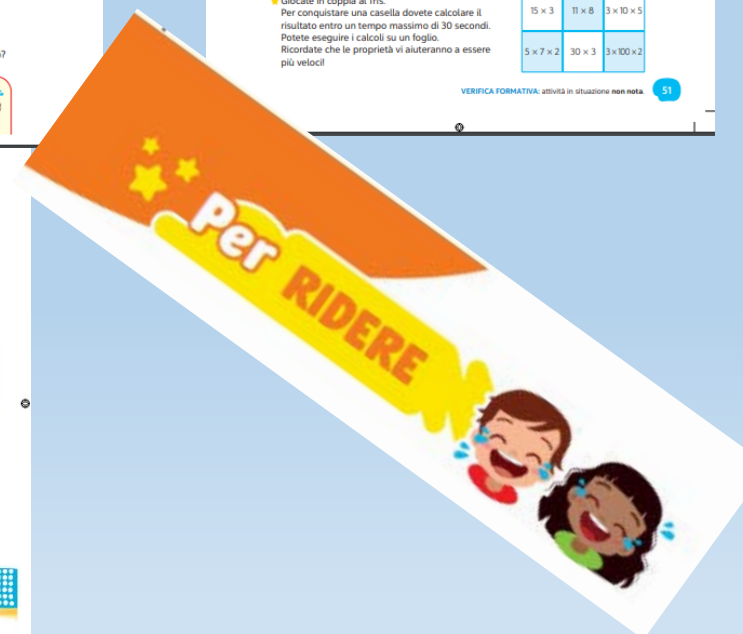 Giocate in coppia al Tris.
Per conquistare una casella dovete calcolare il
risultato entro un tempo massimo di 30 secondi.
Potete eseguire i calcoli su un foglio.
Ricordate che le proprietà vi aiuteranno a essere
più veloci!
15 × 3 11 × 8 3 × 10 × 5
5 × 7 × 2 30 × 3 3×100×2
VERIFICA FORMATIVA: attività in situazione non nota. 51
Per RIDERE